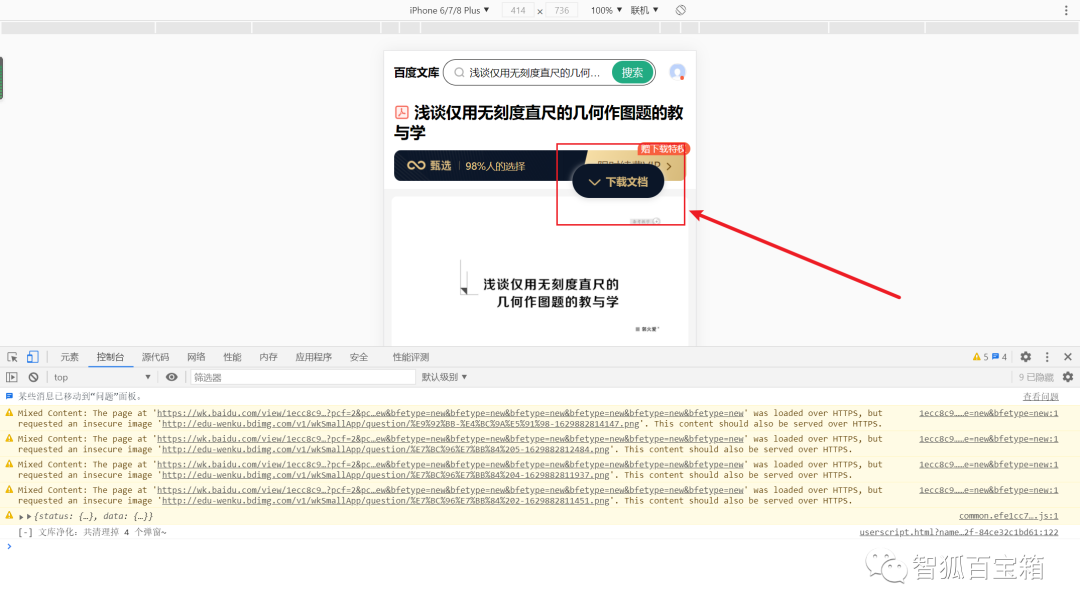 iPhone 6/7/8 Plus ▼ 414 × 736 100% ▼ 联机 ▼
百度文库 浅谈仅用无刻度直尺的几何... 搜索
浅谈仅用无刻度直尺的几何作图题的教
与学
赠下载特权
甄选 98%人的选择
下载文档
浅谈仅用无刻度直尺的
几何作图题的教与学
元素 控制台 源代码 网络 性能 内存 应用程序 安全 性能评测 5 4
top ▼ 筛选器 默认级别 ▼ 9 已隐藏
某些消息已移动到“问题”面板。 查看问题
Mixed Content: The page at 'https://wk.baidu.com/view/1ecc8c9…?pcf=2&pc…ew&bfetype=new&bfetype=new&bfetype=new&bfetype=new&bfetype=new&bfetype=new' was loaded over HTTPS, but 1ecc8c9……e=new&bfetype=new:1
requested an insecure image 'http://edu-wenku.bdimg.com/v1/wkSmallApp/question/%E9%92%BB-%E4%BC%9A%E5%91%98-1629882814147.png'. This content should also be served over HTTPS.
Mixed Content: The page at 'https://wk.baidu.com/view/1ecc8c9…?pcf=2&pc…ew&bfetype=new&bfetype=new&bfetype=new&bfetype=new&bfetype=new&bfetype=new' was loaded over HTTPS, but 1ecc8c9……e=new&bfetype=new:1
requested an insecure image 'http://edu-wenku.bdimg.com/v1/wkSmallApp/question/%E7%BC%96%E7%BB%84%205-1629882812484.png'. This content should also be served over HTTPS.
Mixed Content: The page at 'https://wk.baidu.com/view/1ecc8c9…?pcf=2&pc…ew&bfetype=new&bfetype=new&bfetype=new&bfetype=new&bfetype=new&bfetype=new' was loaded over HTTPS, but 1ecc8c9……e=new&bfetype=new:1
requested an insecure image 'http://edu-wenku.bdimg.com/v1/wkSmallApp/question/%E7%BC%96%E7%BB%84%204-1629882811937.png'. This content should also be served over HTTPS.
Mixed Content: The page at 'https://wk.baidu.com/view/1ecc8c9…?pcf=2&pc…ew&bfetype=new&bfetype=new&bfetype=new&bfetype=new&bfetype=new&bfetype=new' was loaded over HTTPS, but 1ecc8c9……e=new&bfetype=new:1
requested an insecure image 'http://edu-wenku.bdimg.com/v1/wkSmallApp/question/%E7%BC%96%E7%BB%84%202-1629882811451.png'. This content should also be served over HTTPS.
▶ ▶ {status: {…}, data: {…}} common.efe1cc7….js:1
[-] 文库净化：共清理掉 4 个弹窗~ userscript.html?name…2f-84ce32c1bd61:122
智狐百宝箱